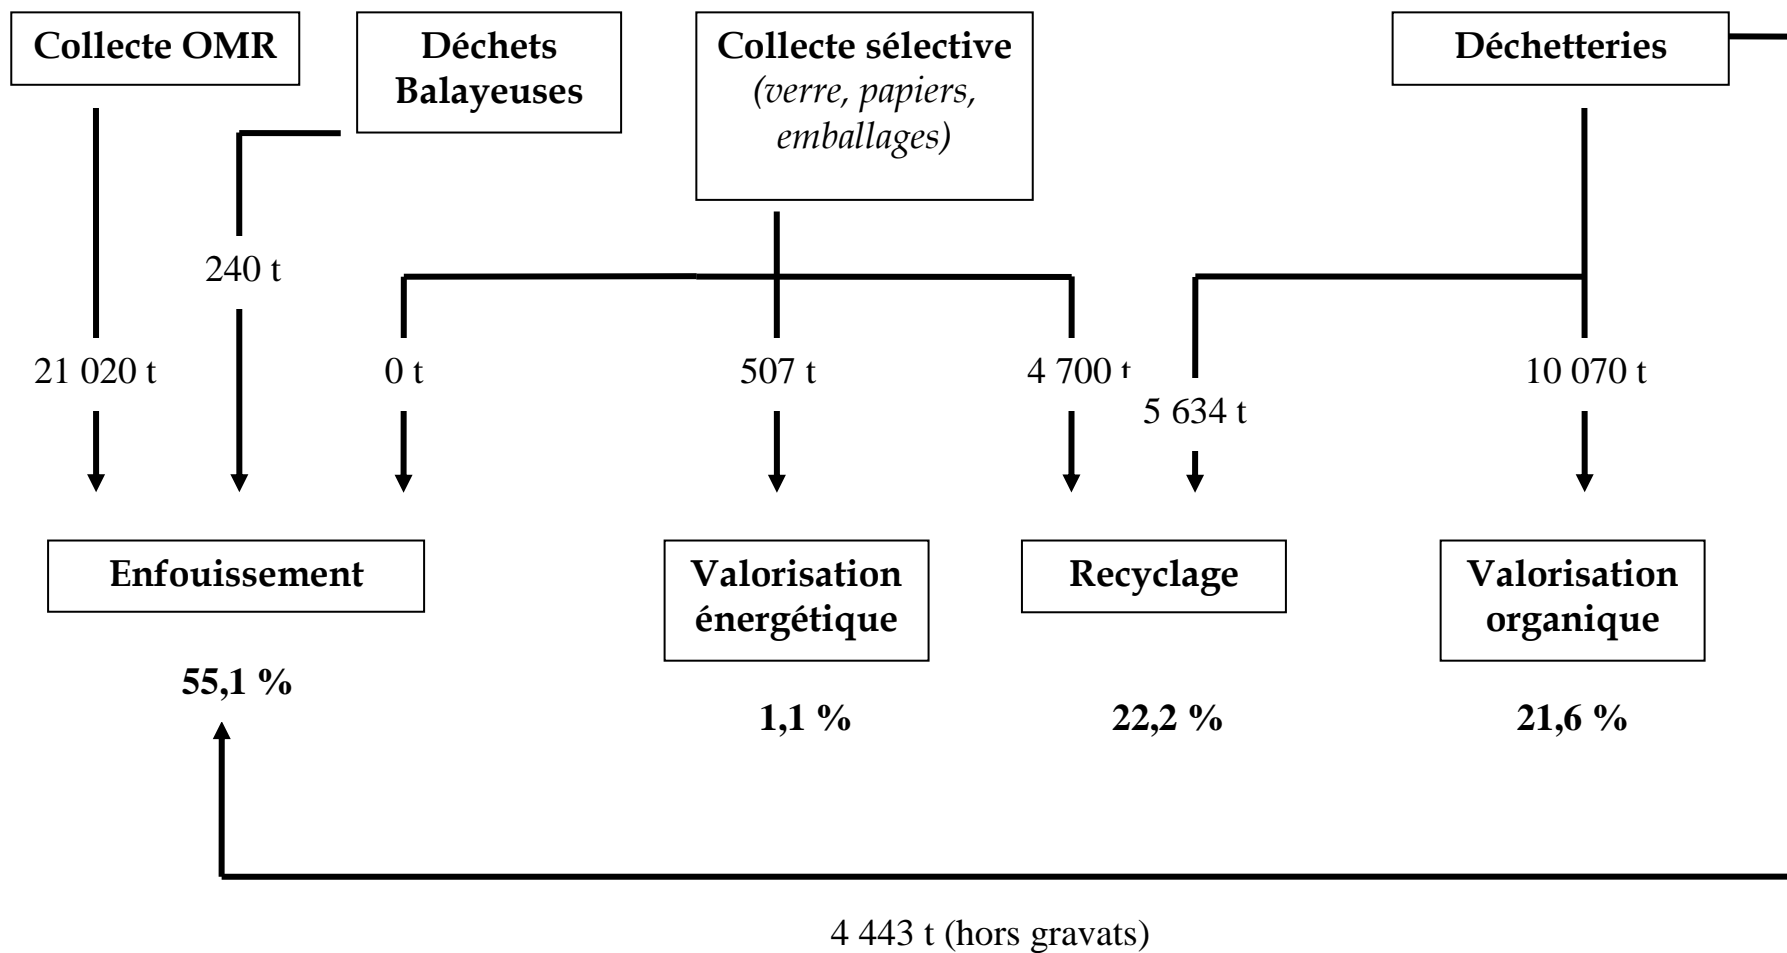 Collecte OMR
Déchets
Balayeuses
Collecte sélective
(verre, papiers,
emballages)
Déchetteries
240 t
21 020 t
0 t
507 t
4 700 t
5 634 t
10 070 t
Enfouissement
Valorisation
énergétique
Recyclage
Valorisation
organique
55,1 %
1,1 %
22,2 %
21,6 %
4 443 t (hors gravats)